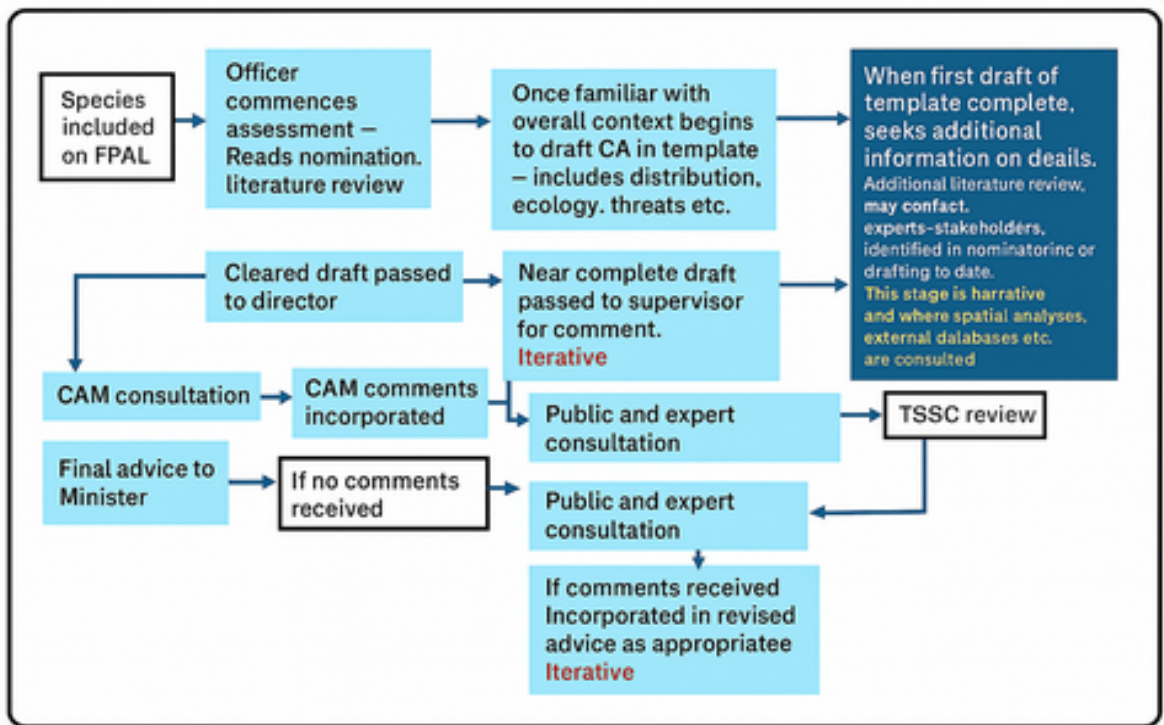 Species
included
on FPAL
Officer
commences
assessment –
Reads nomination.
literature review
Once familiar with
overall context begins
to draft CA in template
– includes distribution,
ecology. threats etc.
When first draft of
template complete,
seeks additional
information on deails.
Additional literature review,
may confact.
experts-stakeholdérs,
identified in nominatorinc or
drafting to date.
This stage is harrative
and where spatial analyses,
external dalabases etc.
are consulted
Cleared draft passed
to director
Near complete draft
passed to supervisor
for comment.
Iterative
CAM consultation
CAM comments
incorporated
Public and expert
consultation
TSSC review
Final advice to
Minister
If no comments
received
Public and expert
consultation
If comments received
Incorporated in revised
advice as appropriatee
Iterative